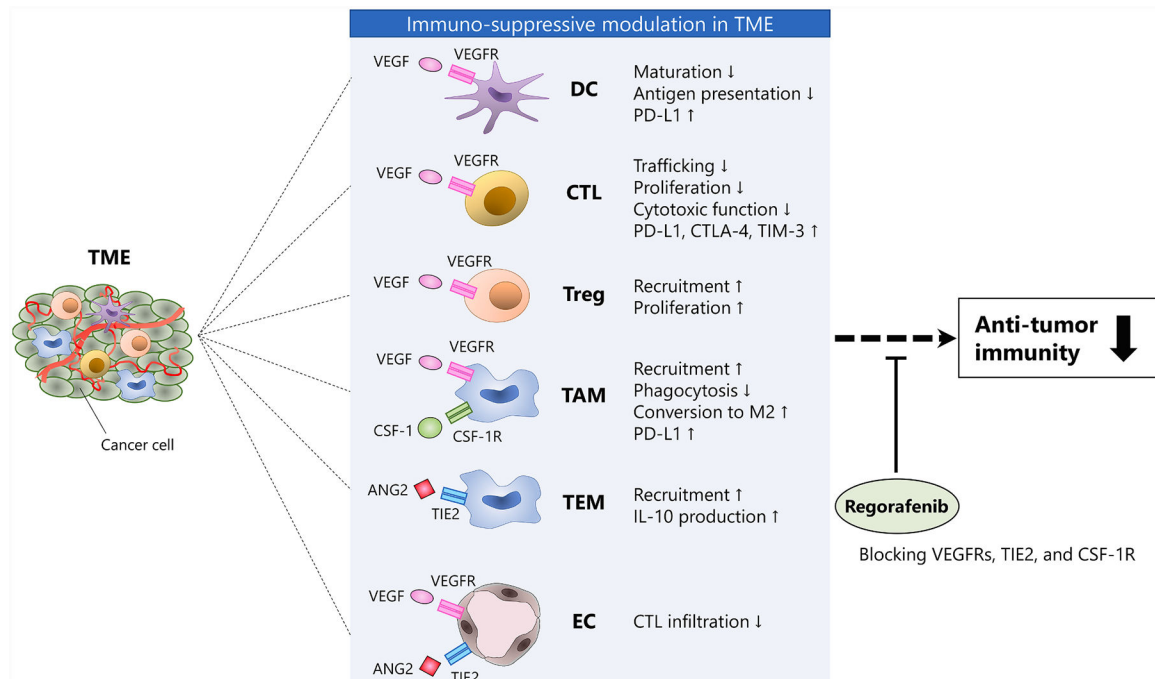 Immuno-suppressive modulation in TME
TME
Cancer cell
VEGF
VEGFR
DC
Maturation ↓
Antigen presentation ↓
PD-L1 ↑
VEGF
VEGFR
CTL
Trafficking ↓
Proliferation ↓
Cytotoxic function ↓
PD-L1, CTLA-4, TIM-3 ↑
VEGF
VEGFR
Treg
Recruitment ↑
Proliferation ↑
VEGF
VEGFR
CSF-1
CSF-1R
TAM
Recruitment ↑
Phagocytosis ↓
Conversion to M2 ↑
PD-L1 ↑
ANG2
TIE2
TEM
Recruitment ↑
IL-10 production ↑
VEGF
VEGFR
ANG2
TIE2
EC
CTL infiltration ↓
Anti-tumor
immunity
Regorafenib
Blocking VEGFRs, TIE2, and CSF-1R